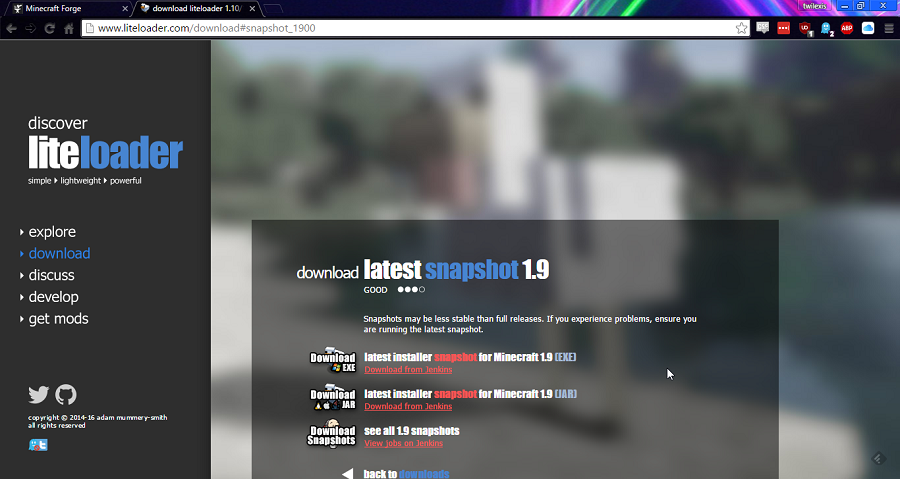 Minecraft Forge
download liteloader 1.10
twilexis
www.liteloader.com/download#snapshot_1900
discover
liteloader
simple lightweight powerful
explore
download
discuss
develop
get mods
copyright © 2014-16 adam mummery-smith
all rights reserved
download latest snapshot 1.9
GOOD
Snapshots may be less stable than full releases. If you experience problems, ensure you
are running the latest snapshot.
Download
EXE
latest installer snapshot for Minecraft 1.9 (EXE)
Download from Jenkins
Download
JAR
latest installer snapshot for Minecraft 1.9 (JAR)
Download from Jenkins
Download
Snapshots
see all 1.9 snapshots
View jobs on Jenkins
back to downloads
ABP